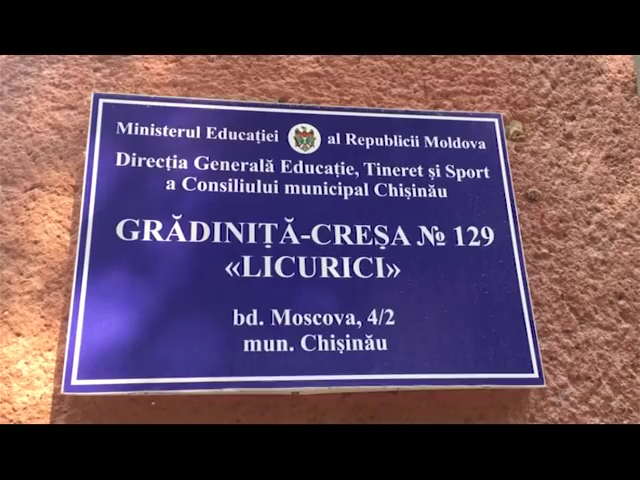 Ministerul Educației al Republicii Moldova
Direcția Generală Educație, Tineret și Sport
a Consiliului municipal Chișinău
GRĂDINIȚĂ-CREȘA № 129
«LICURICI»
bd. Moscova, 4/2
mun. Chișinău